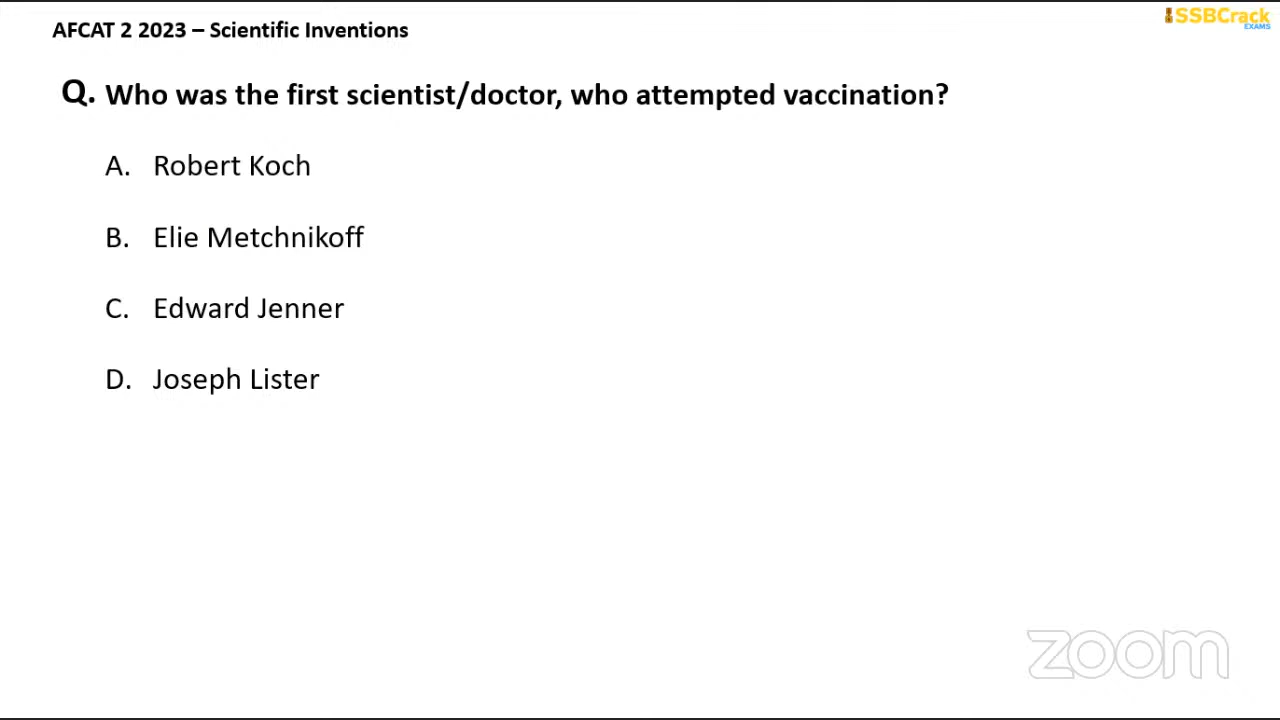 AFCAT 2 2023 – Scientific Inventions
SSBCrack
EXAMS
Q. Who was the first scientist/doctor, who attempted vaccination?
A. Robert Koch
B. Elie Metchnikoff
C. Edward Jenner
D. Joseph Lister
zoom